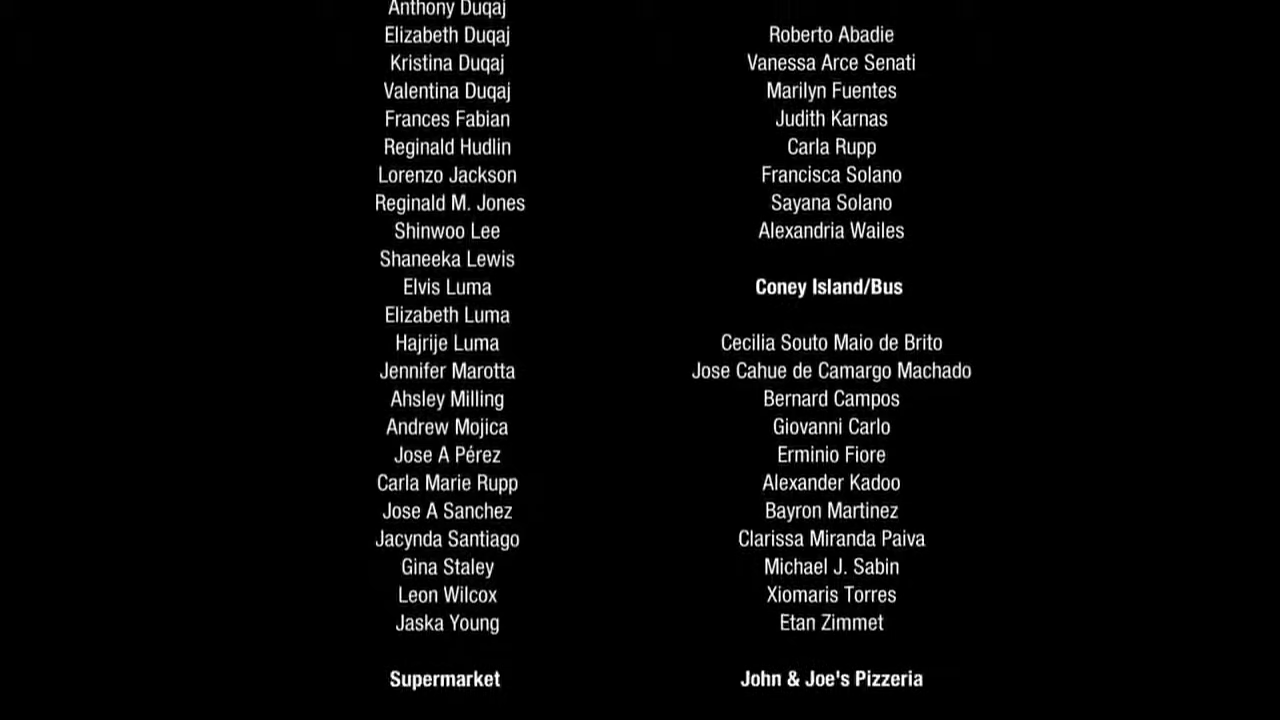 Anthony Duqaj
Elizabeth Duqaj
Kristina Duqaj
Valentina Duqaj
Frances Fabian
Reginald Hudlin
Lorenzo Jackson
Reginald M. Jones
Shinwoo Lee
Shaneeka Lewis
Elvis Luma
Elizabeth Luma
Hajrije Luma
Jennifer Marotta
Ahsley Milling
Andrew Mojica
Jose A Pérez
Carla Marie Rupp
Jose A Sanchez
Jacynda Santiago
Gina Staley
Leon Wilcox
Jaska Young
Supermarket
Roberto Abadie
Vanessa Arce Senati
Marilyn Fuentes
Judith Karnas
Carla Rupp
Francisca Solano
Sayana Solano
Alexandria Wailes
Coney Island/Bus
Cecilia Souto Maio de Brito
Jose Cahue de Camargo Machado
Bernard Campos
Giovanni Carlo
Erminio Fiore
Alexander Kadoo
Bayron Martinez
Clarissa Miranda Paiva
Michael J. Sabin
Xiomaris Torres
Etan Zimmet
John & Joe's Pizzeria